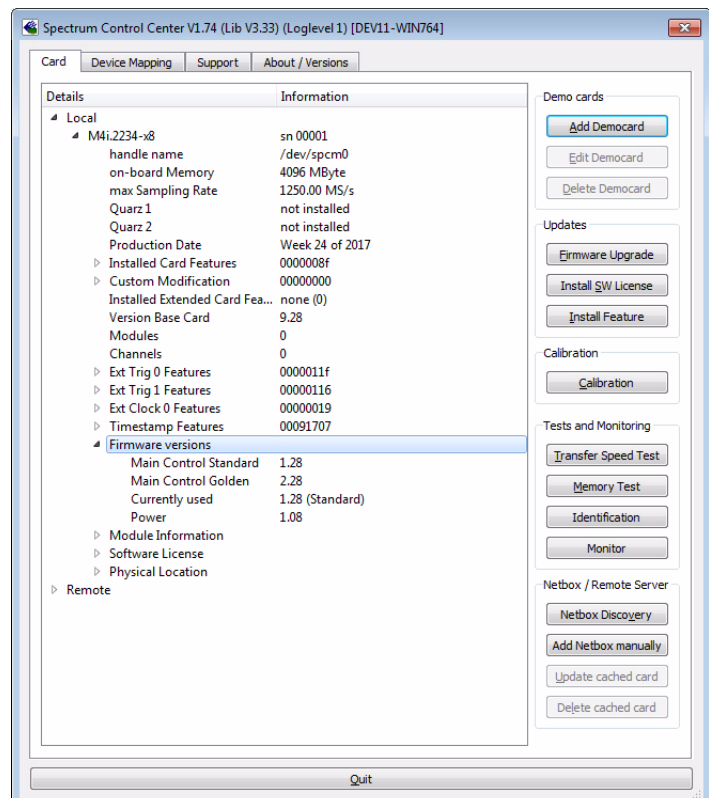 Spectrum Control Center V1.74 (Lib V3.33) (Loglevel 1) [DEV11-WIN764]
Card Device Mapping Support About / Versions
Details Information
Local
M4i.2234-x8 sn 00001
handle name /dev/spcm0
on-board Memory 4096 MByte
max Sampling Rate 1250.00 MS/s
Quarz 1 not installed
Quarz 2 not installed
Production Date Week 24 of 2017
Installed Card Features 0000008f
Custom Modification 00000000
Installed Extended Card Fea... none (0)
Version Base Card 9.28
Modules 0
Channels 0
Ext Trig 0 Features 0000011f
Ext Trig 1 Features 00000116
Ext Clock 0 Features 00000019
Timestamp Features 00091707
Firmware versions
Main Control Standard 1.28
Main Control Golden 2.28
Currently used 1.28 (Standard)
Power 1.08
Module Information
Software License
Physical Location
Remote
Demo cards
Add Democard
Edit Democard
Delete Democard
Updates
Firmware Upgrade
Install SW License
Install Feature
Calibration
Calibration
Tests and Monitoring
Transfer Speed Test
Memory Test
Identification
Monitor
Netbox / Remote Server
Netbox Discovery
Add Netbox manually
Update cached card
Delete cached card
Quit